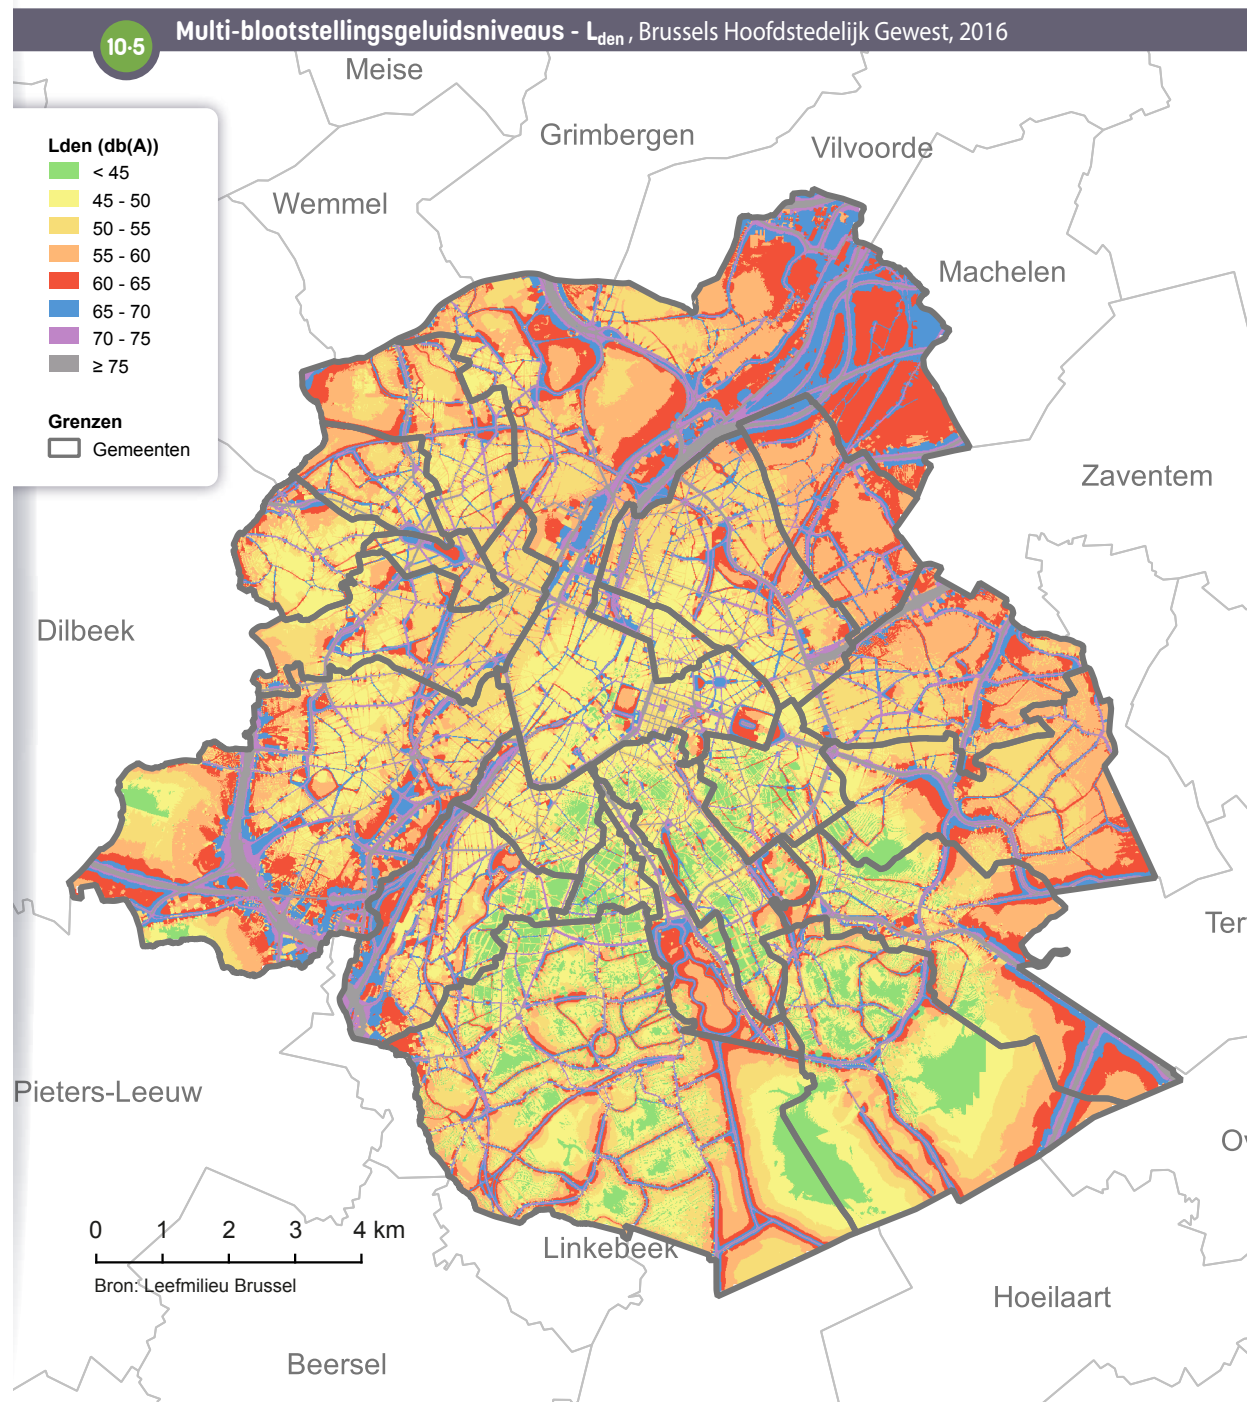 10·5
Multi-blootstellingsgeluidsniveaus - Lden , Brussels Hoofdstedelijk Gewest, 2016
Meise
Grimbergen
Vilvoorde
Lden (db(A))
< 45
45 - 50
50 - 55
55 - 60
60 - 65
65 - 70
70 - 75
≥ 75
Grenzen
Gemeenten
Wemmel
Machelen
Zaventem
Dilbeek
Ter
Pieters-Leeuw
Ov
0 1 2 3 4 km
Bron: Leefmilieu Brussel
Linkebeek
Hoeilaart
Beersel